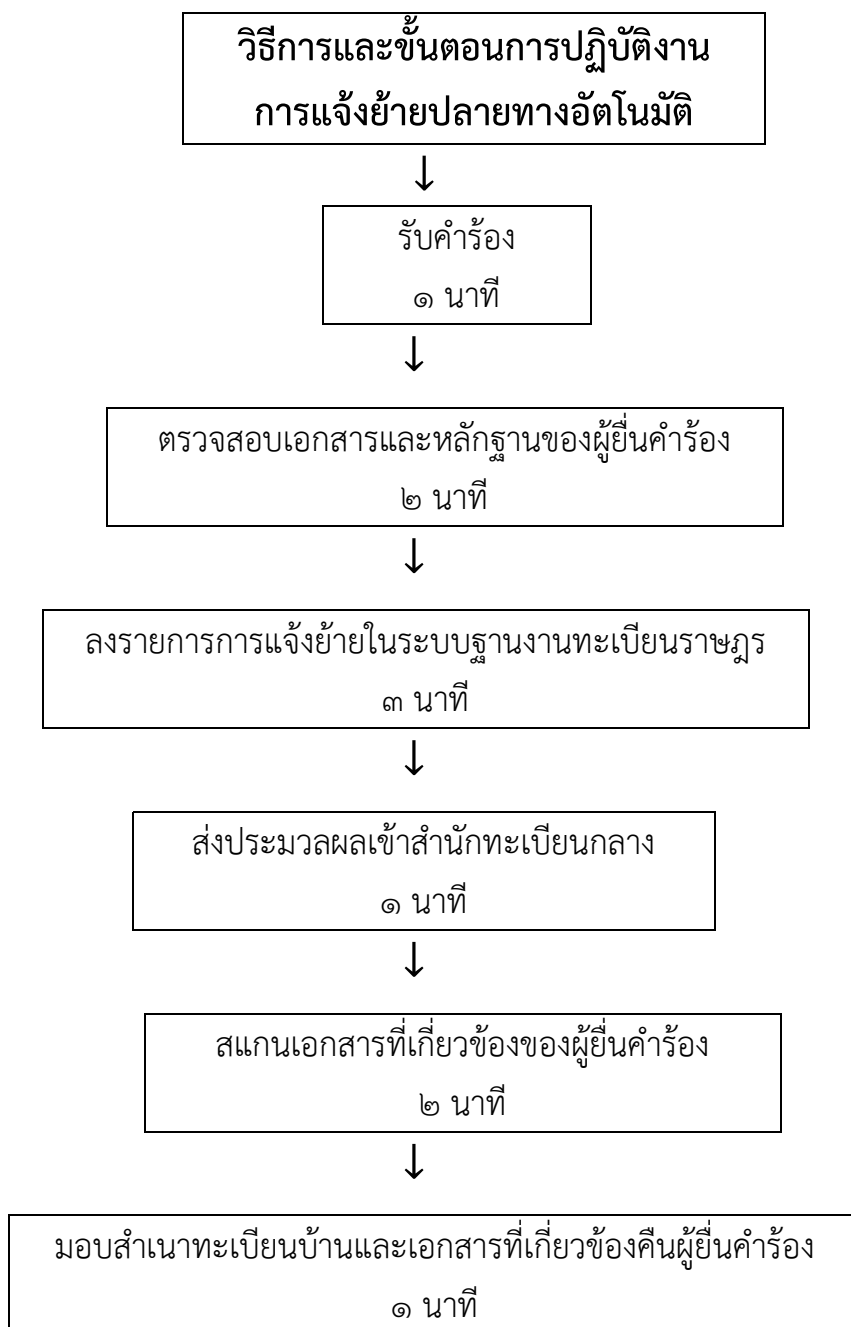 วิธีการและขั้นตอนการปฏิบัติงาน
การแจ้งย้ายปลายทางอัตโนมัติ
↓
รับคำร้อง
๑ นาที
↓
ตรวจสอบเอกสารและหลักฐานของผู้ยื่นคำร้อง
๒ นาที
↓
ลงรายการการแจ้งย้ายในระบบฐานงานทะเบียนราษฎร
๓ นาที
↓
ส่งประมวลผลเข้าสำนักทะเบียนกลาง
๑ นาที
↓
สแกนเอกสารที่เกี่ยวข้องของผู้ยื่นคำร้อง
๒ นาที
↓
มอบสำเนาทะเบียนบ้านและเอกสารที่เกี่ยวข้องคืนผู้ยื่นคำร้อง
๑ นาที